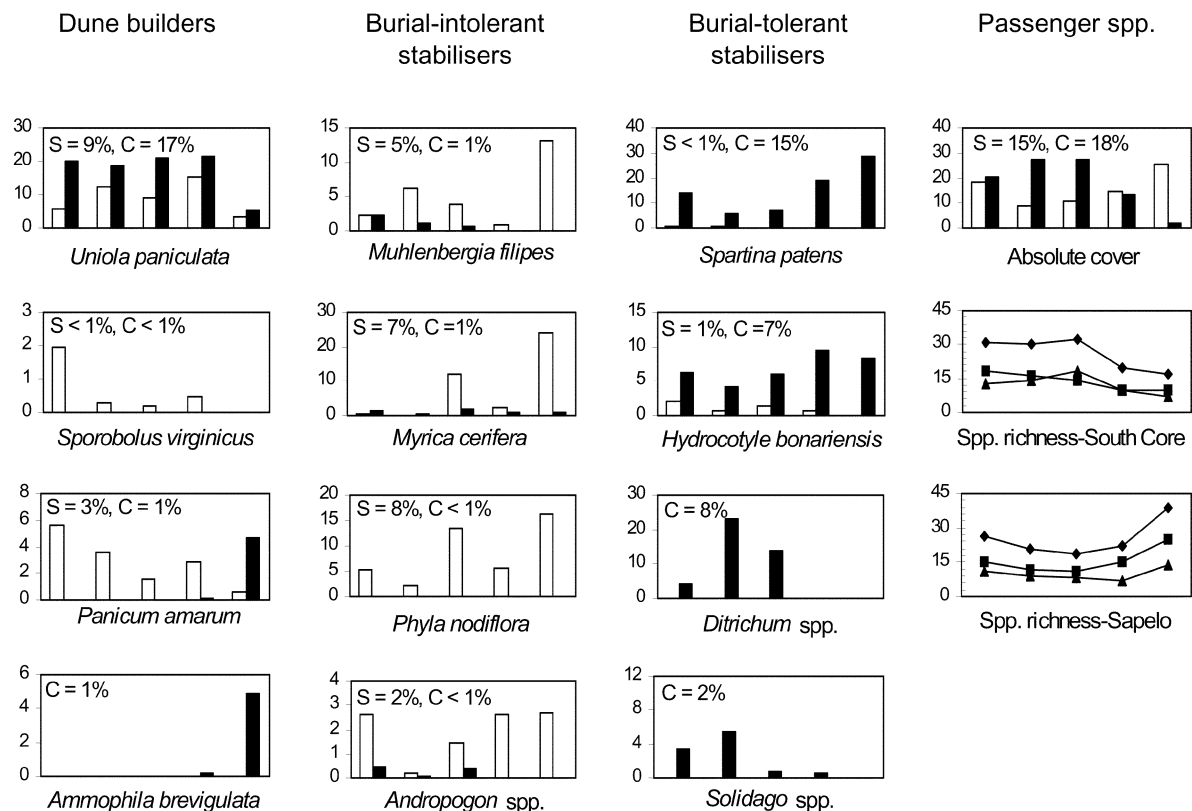 Dune builders
Burial-intolerant
stabilisers
Burial-tolerant
stabilisers
Passenger spp.
30
20
10
0
S = 9%, C = 17%
Uniola paniculata
15
10
5
0
S = 5%, C = 1%
Muhlenbergia filipes
40
30
20
10
0
S < 1%, C = 15%
Spartina patens
40
30
20
10
0
S = 15%, C = 18%
Absolute cover
3
2
1
0
S < 1%, C < 1%
Sporobolus virginicus
30
20
10
0
S = 7%, C =1%
Myrica cerifera
15
10
5
0
S = 1%, C =7%
Hydrocotyle bonariensis
45
30
15
0
Spp. richness-South Core
8
6
4
2
0
S = 3%, C = 1%
Panicum amarum
20
15
10
5
0
S = 8%, C < 1%
Phyla nodiflora
30
20
10
0
C = 8%
Ditrichum spp.
45
30
15
0
Spp. richness-Sapelo
6
4
2
0
C = 1%
Ammophila brevigulata
4
3
2
1
0
S = 2%, C < 1%
Andropogon spp.
12
8
4
0
C = 2%
Solidago spp.